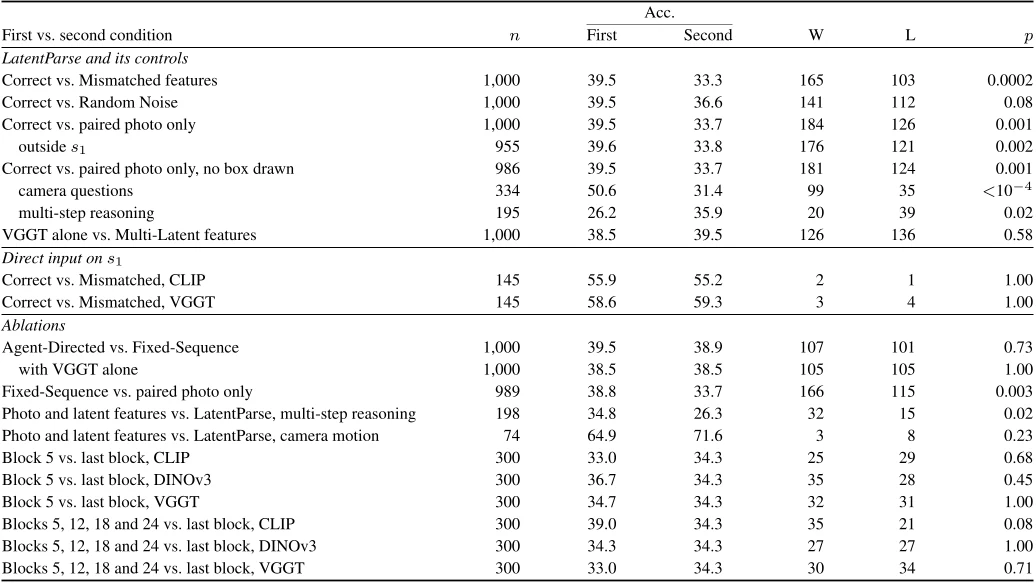 Acc.
First vs. second condition n First Second W L p
LatentParse and its controls
Correct vs. Mismatched features 1,000 39.5 33.3 165 103 0.0002
Correct vs. Random Noise 1,000 39.5 36.6 141 112 0.08
Correct vs. paired photo only 1,000 39.5 33.7 184 126 0.001
outside s₁ 955 39.6 33.8 176 121 0.002
Correct vs. paired photo only, no box drawn 986 39.5 33.7 181 124 0.001
camera questions 334 50.6 31.4 99 35 <10⁻⁴
multi-step reasoning 195 26.2 35.9 20 39 0.02
VGGT alone vs. Multi-Latent features 1,000 38.5 39.5 126 136 0.58
Direct input on s₁
Correct vs. Mismatched, CLIP 145 55.9 55.2 2 1 1.00
Correct vs. Mismatched, VGGT 145 58.6 59.3 3 4 1.00
Ablations
Agent-Directed vs. Fixed-Sequence 1,000 39.5 38.9 107 101 0.73
with VGGT alone 1,000 38.5 38.5 105 105 1.00
Fixed-Sequence vs. paired photo only 989 38.8 33.7 166 115 0.003
Photo and latent features vs. LatentParse, multi-step reasoning 198 34.8 26.3 32 15 0.02
Photo and latent features vs. LatentParse, camera motion 74 64.9 71.6 3 8 0.23
Block 5 vs. last block, CLIP 300 33.0 34.3 25 29 0.68
Block 5 vs. last block, DINOv3 300 36.7 34.3 35 28 0.45
Block 5 vs. last block, VGGT 300 34.7 34.3 32 31 1.00
Blocks 5, 12, 18 and 24 vs. last block, CLIP 300 39.0 34.3 35 21 0.08
Blocks 5, 12, 18 and 24 vs. last block, DINOv3 300 34.3 34.3 27 27 1.00
Blocks 5, 12, 18 and 24 vs. last block, VGGT 300 33.0 34.3 30 34 0.71